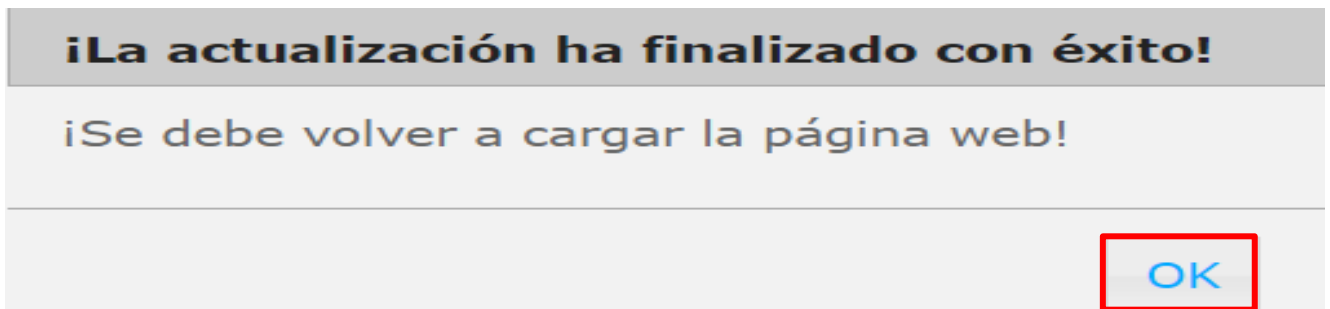 ¡La actualización ha finalizado con éxito!
¡Se debe volver a cargar la página web!
OK